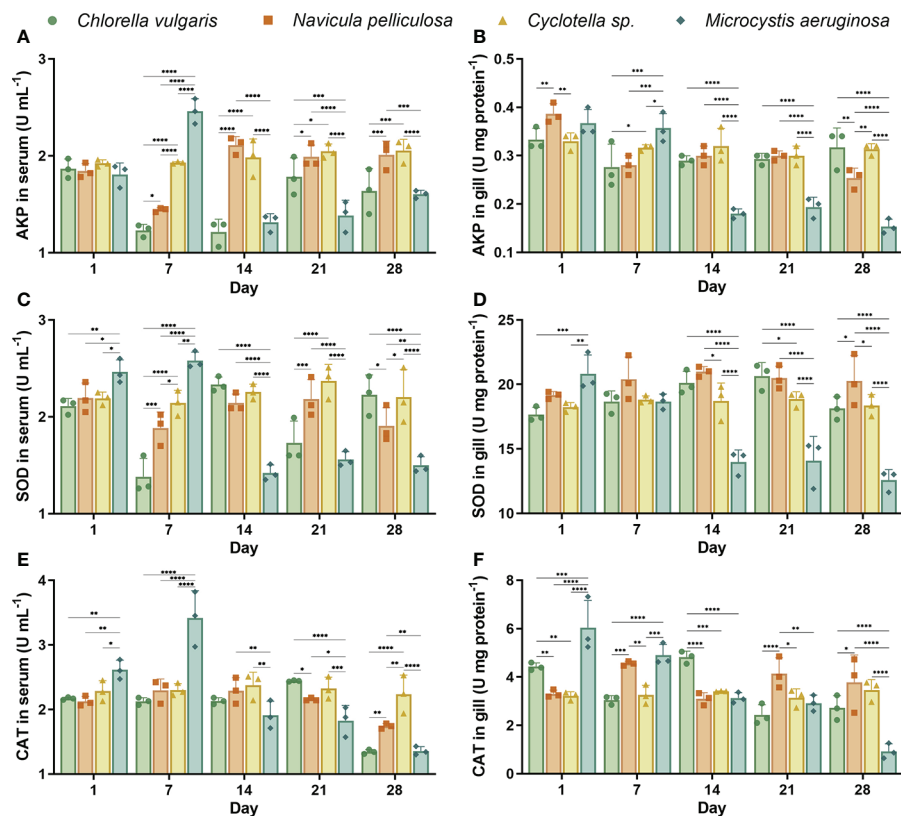 Chlorella vulgaris Navicula pelliculosa Cyclotella sp. Microcystis aeruginosa
A
AKP in serum (U mL⁻¹)
3
2
1
**** **** **** **** **** *
**** **** **** **** ****
*** **** * * ****
*** *** *** ****
1 7 14 21 28
Day
B
AKP in gill (U mg protein⁻¹)
0.4
0.3
0.2
0.1
** **
*** *** * *
**** **** ****
**** **** ****
**** **** **** ** **
1 7 14 21 28
Day
C
SOD in serum (U mL⁻¹)
3
2
1
** * *
**** **** ** **** * ***
**** **** ****
**** **** *** ****
**** ** **** * *
1 7 14 21 28
Day
D
SOD in gill (U mg protein⁻¹)
25
20
15
10
*** **
**** **** * ****
**** * **** ****
**** **** * * ****
1 7 14 21 28
Day
E
CAT in serum (U mL⁻¹)
4
3
2
1
** ** *
**** **** ****
** ** **
**** * * ***
** **** ** **** **
1 7 14 21 28
Day
F
CAT in gill (U mg protein⁻¹)
8
6
4
2
0
*** **** **** ** **
**** *** ** ***
**** *** ****
** **** *
**** **** * ****
1 7 14 21 28
Day